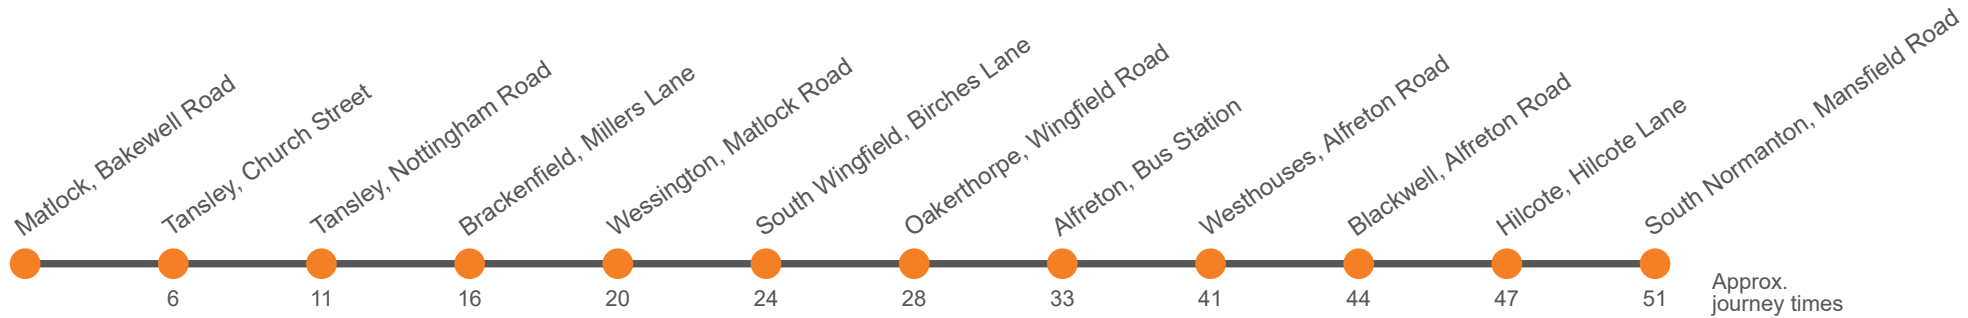 Matlock, Bakewell Road
Tansley, Church Street
Tansley, Nottingham Road
Brackenfield, Millers Lane
Wessington, Matlock Road
South Wingfield, Birches Lane
Oakerthorpe, Wingfield Road
Alfreton, Bus Station
Westhouses, Alfreton Road
Blackwell, Alfreton Road
Hilcote, Hilcote Lane
South Normanton, Mansfield Road
6
11
16
20
24
28
33
41
44
47
51
Approx.
journey times